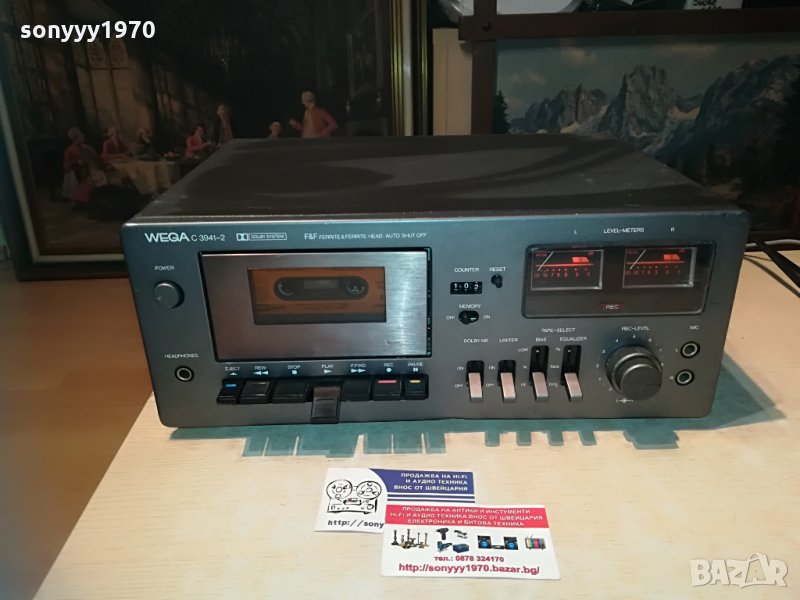 sonyyy1970
sonyyy1970
WEGA C 3941-2
DOLBY SYSTEM
F&F FERRITE & FERRITE HEAD · AUTO SHUT OFF
L LEVEL-METERS R
WEGA
REC
POWER
HEADPHONES
COUNTER RESET
MEMORY
OFF ON
TAPE-SELECT
DOLBY NR LIMITER BIAS EQUALIZER
ON
OFF
REC-LEVEL
MIC
EJECT REW STOP PLAY F.FWD REC PAUSE
ПРОДАЖБА НА Hi-Fi
И АУДИО ТЕХНИКА
ВНОС ОТ ШВЕЙЦАРИЯ
http://sony
ПРОДАЖБА НА АНТИКИ И ИНСТУМЕНТИ
Hi-Fi И АУДИО ТЕХНИКА ВНОС ОТ ШВЕЙЦАРИЯ
ЕЛЕКТРОНИКА И БИТОВА ТЕХНИКА
тел.: 0878 324170
http://sonyyy1970.bazar.bg/
BAZAR